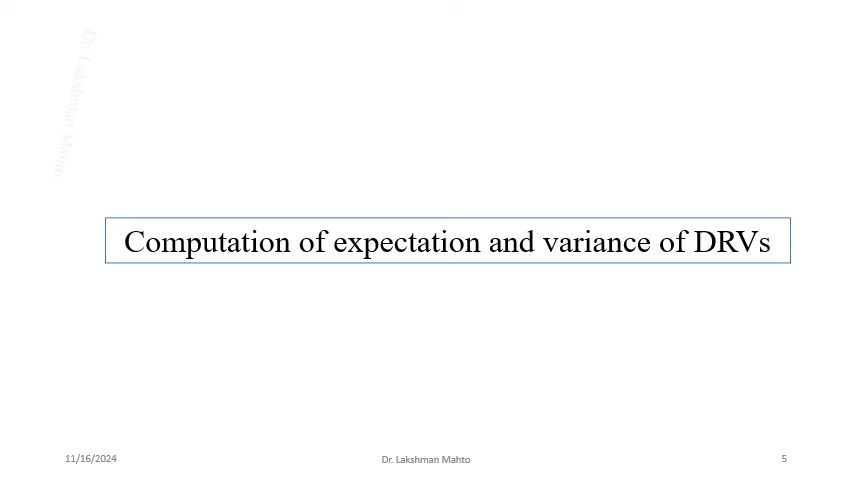 Dr. Lakshman Mahto
Computation of expectation and variance of DRVs
11/16/2024
Dr. Lakshman Mahto
5